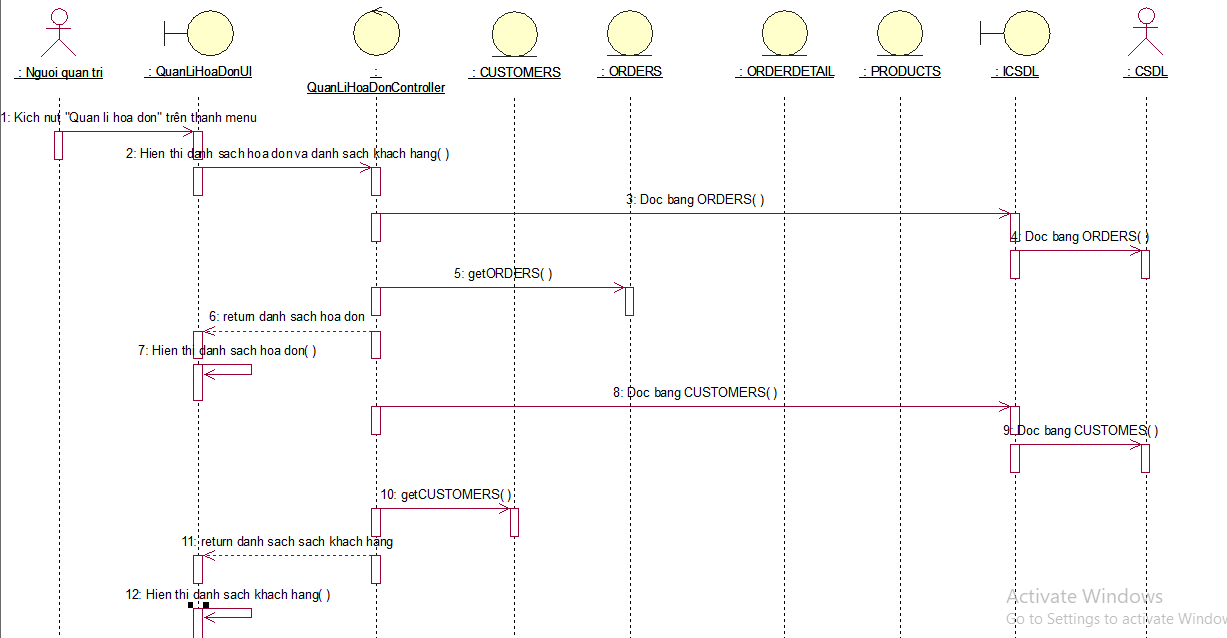 : Nguoi quan tri
: QuanLiHoaDonUI
:
QuanLiHoaDonController
: CUSTOMERS
: ORDERS
: ORDERDETAIL
: PRODUCTS
: ICSDL
: CSDL
1: Kich nut "Quan li hoa don" trên thanh menu
2: Hien thi danh sach hoa don va danh sach khach hang( )
3: Doc bang ORDERS( )
4: Doc bang ORDERS( )
5: getORDERS( )
6: return danh sach hoa don
7: Hien thi danh sach hoa don( )
8: Doc bang CUSTOMERS( )
9: Doc bang CUSTOMES( )
10: getCUSTOMERS( )
11: return danh sach sach khach hang
12: Hien thi danh sach khach hang( )
Activate Windows
Go to Settings to activate Window